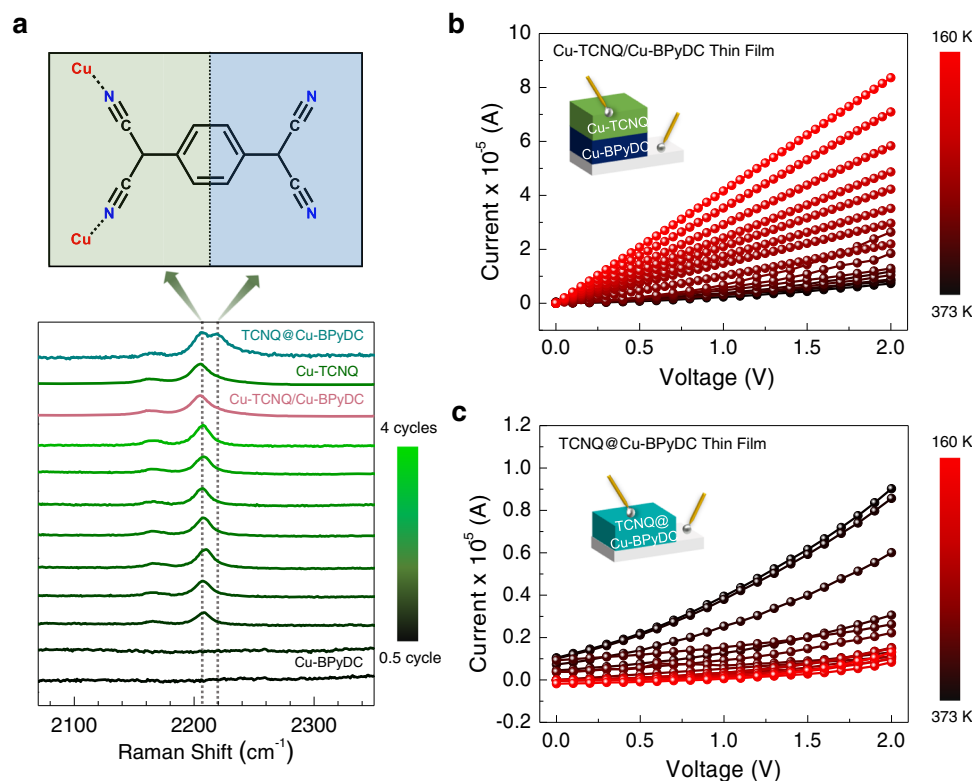 a
Cu
N
C
C
N
N
C
C
N
Cu
TCNQ@Cu-BPyDC
Cu-TCNQ
Cu-TCNQ/Cu-BPyDC
4 cycles
0.5 cycle
Cu-BPyDC
2100 2200 2300
Raman Shift (cm⁻¹)
b
Cu-TCNQ/Cu-BPyDC Thin Film
Cu-TCNQ
Cu-BPyDC
10
8
6
4
2
0
Current x 10⁻⁵ (A)
0.0 0.5 1.0 1.5 2.0
Voltage (V)
160 K
373 K
c
TCNQ@Cu-BPyDC Thin Film
TCNQ@
Cu-BPyDC
1.2
1.0
0.8
0.6
0.4
0.2
0.0
-0.2
Current x 10⁻⁵ (A)
0.0 0.5 1.0 1.5 2.0
Voltage (V)
160 K
373 K